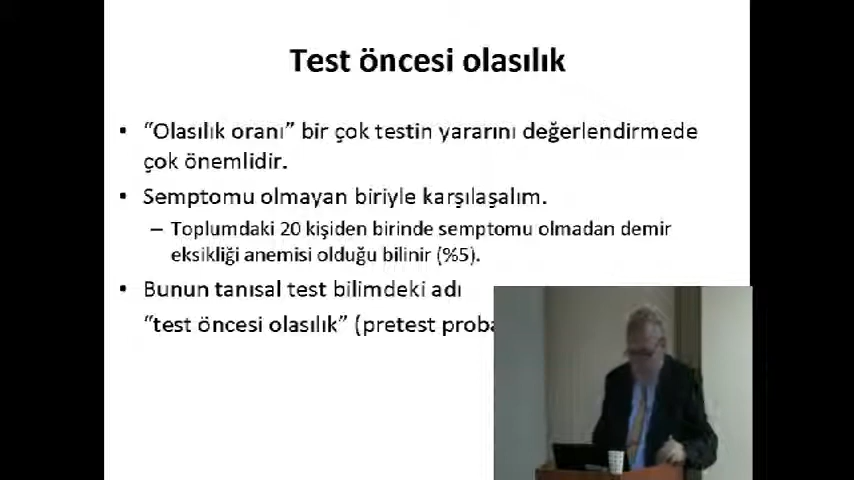 Test öncesi olasılık
• “Olasılık oranı” bir çok testin yararını değerlendirmede
çok önemlidir.
• Semptomu olmayan biriyle karşılaşalım.
– Toplumdaki 20 kişiden birinde semptomu olmadan demir
eksikliği anemisi olduğu bilinir (%5).
• Bunun tanısal test bilimdeki adı
“test öncesi olasılık” (pretest proba